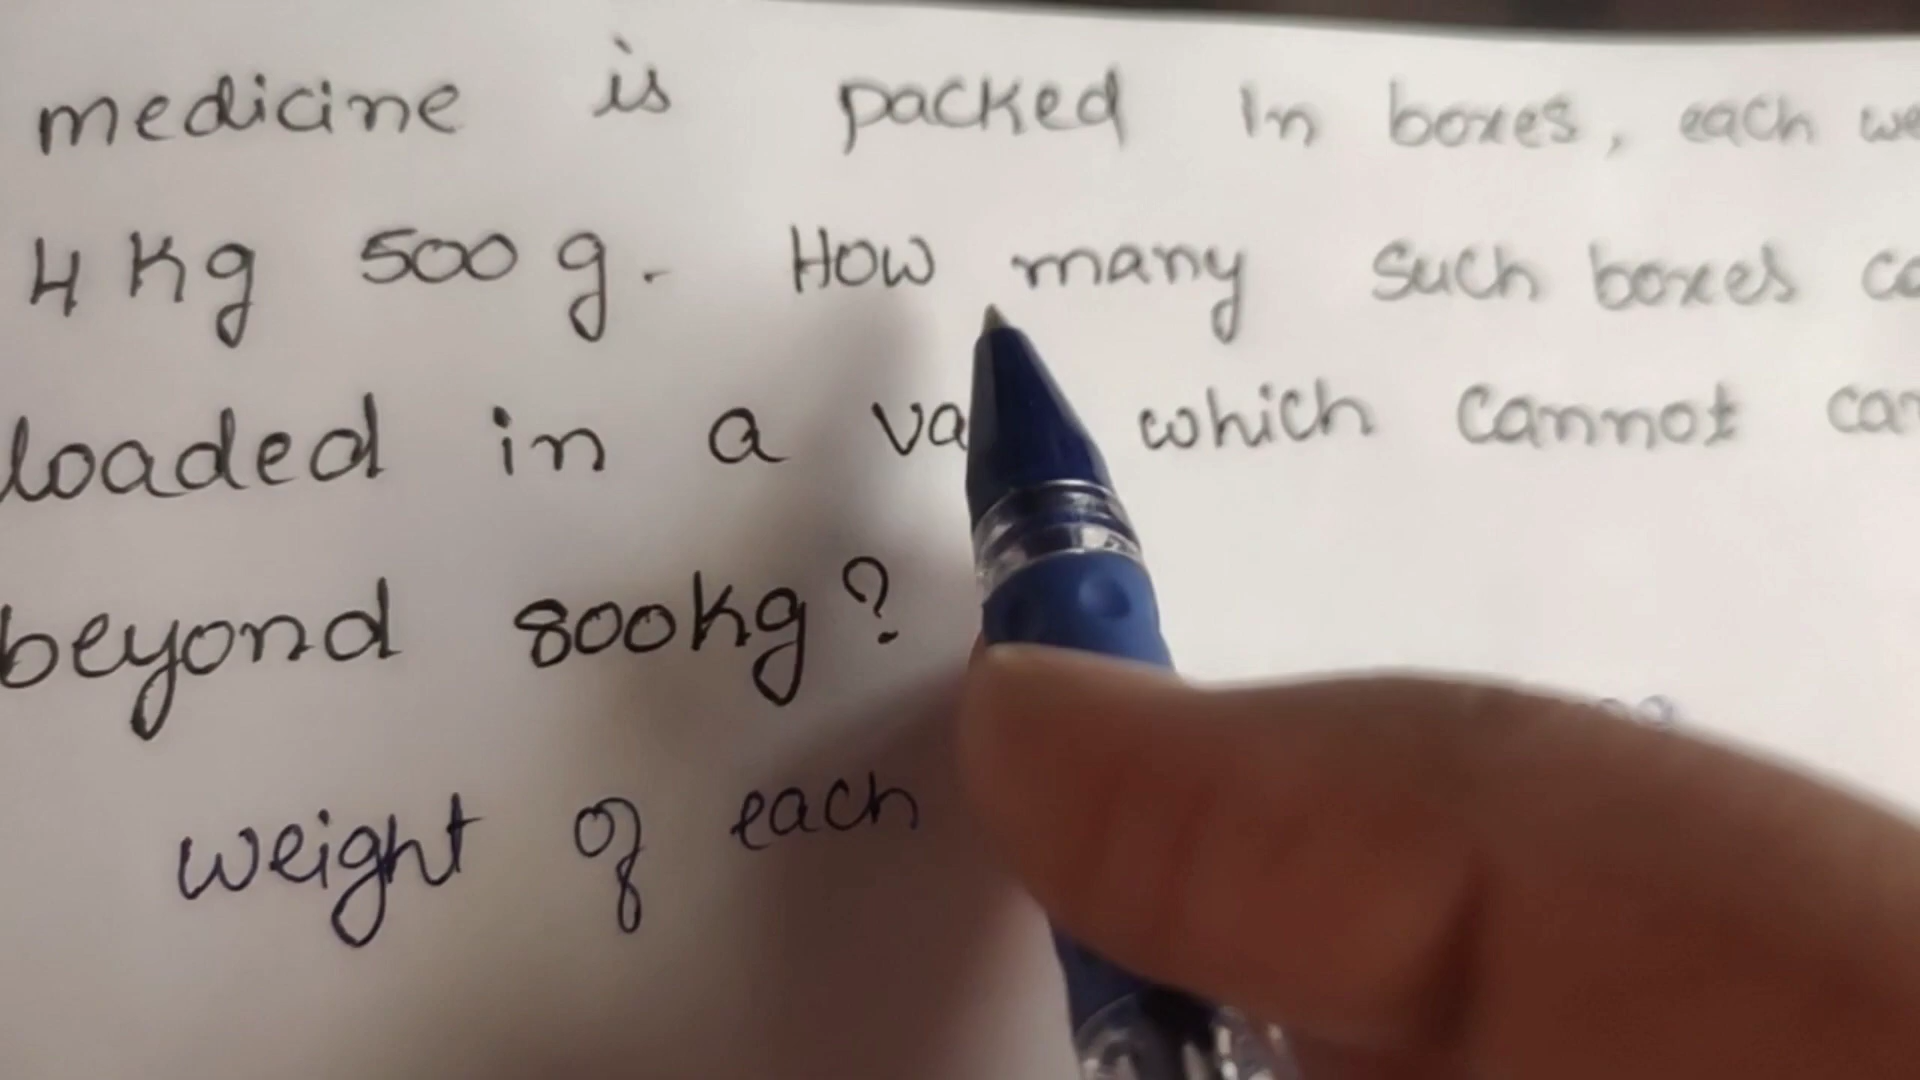 medicine is packed in boxes, each
4 Kg 500 g. How many such boxes
loaded in a which cannot
beyond 800kg?
weight of each